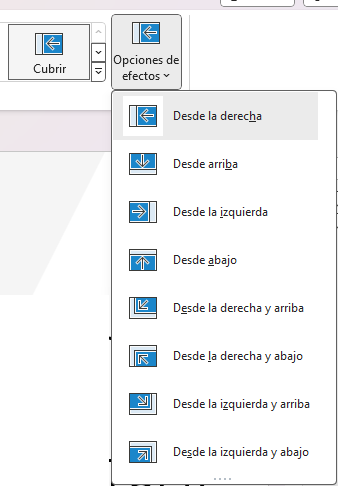 Cubrir
Opciones de
efectos
Desde la derecha
Desde arriba
Desde la izquierda
Desde abajo
Desde la derecha y arriba
Desde la derecha y abajo
Desde la izquierda y arriba
Desde la izquierda y abajo